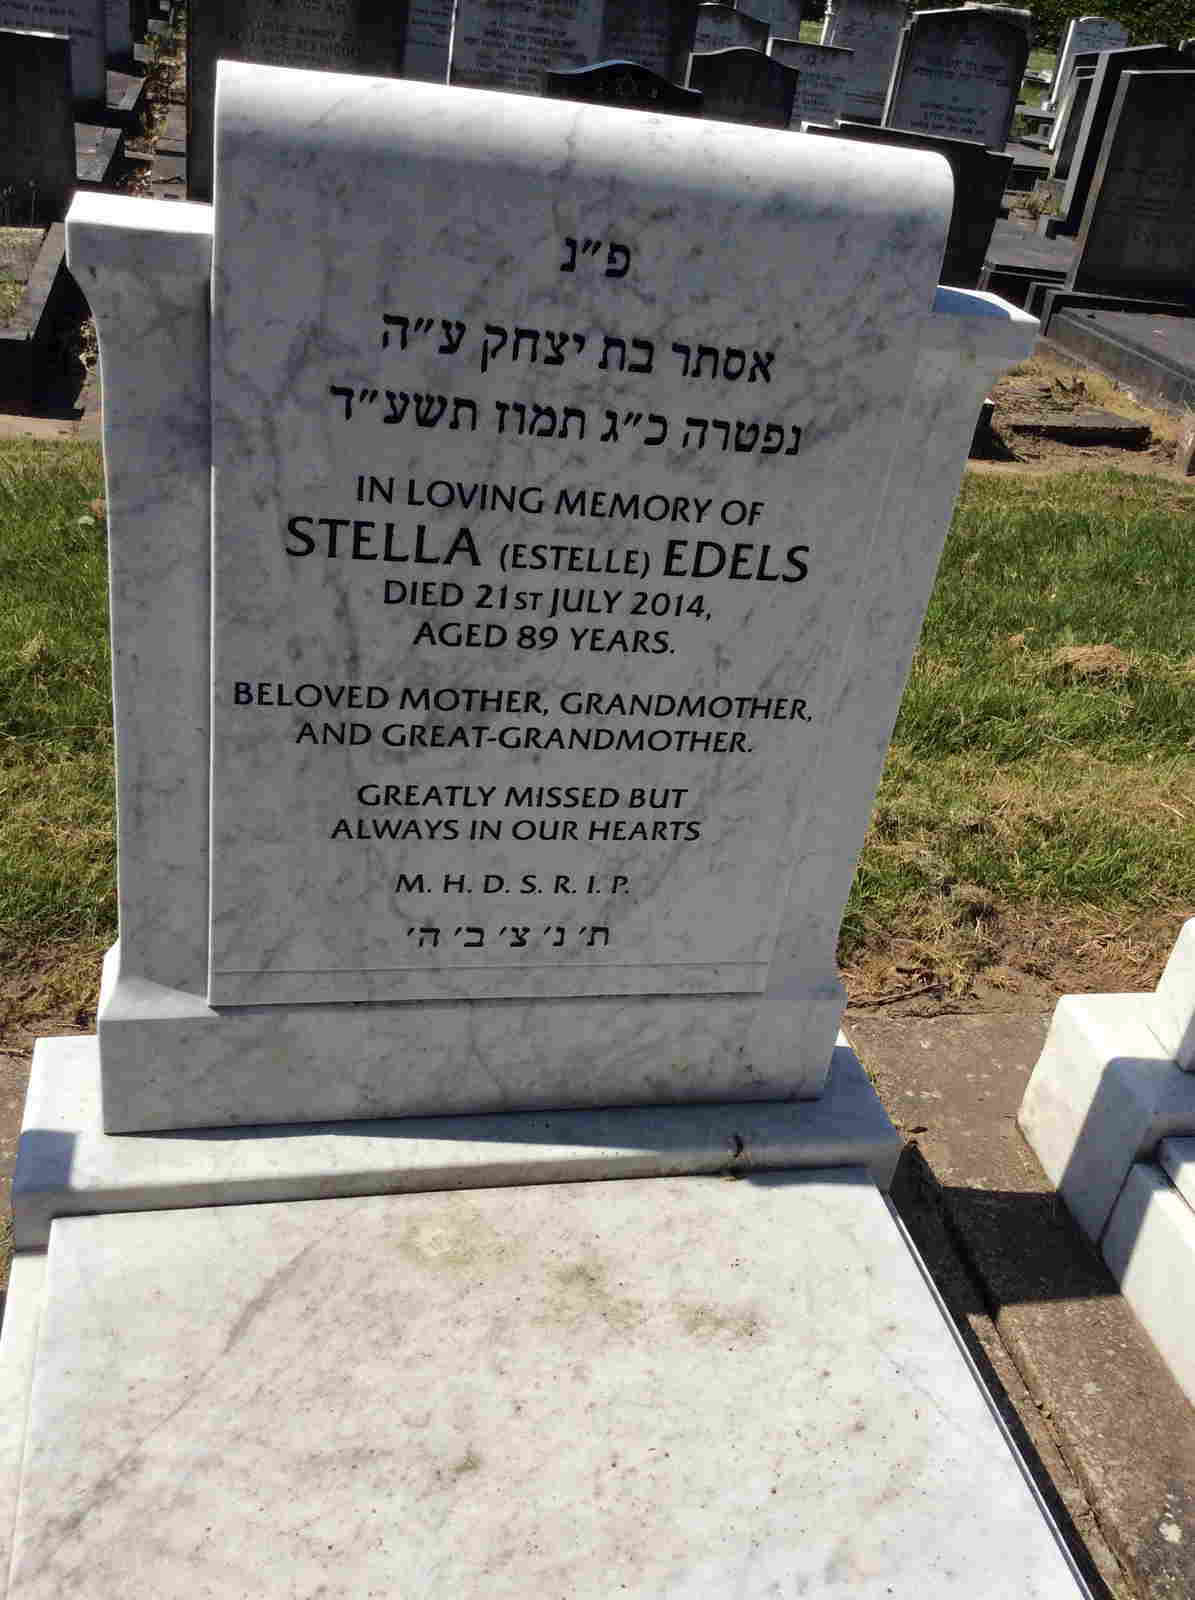 פ״נ
אסתר בת יצחק ע״ה
נפטרה כ״ג תמוז תשע״ד
IN LOVING MEMORY OF
STELLA (ESTELLE) EDELS
DIED 21ST JULY 2014,
AGED 89 YEARS.
BELOVED MOTHER, GRANDMOTHER,
AND GREAT-GRANDMOTHER.
GREATLY MISSED BUT
ALWAYS IN OUR HEARTS
M. H. D. S. R. I. P.
ת׳ נ׳ צ׳ ב׳ ה׳